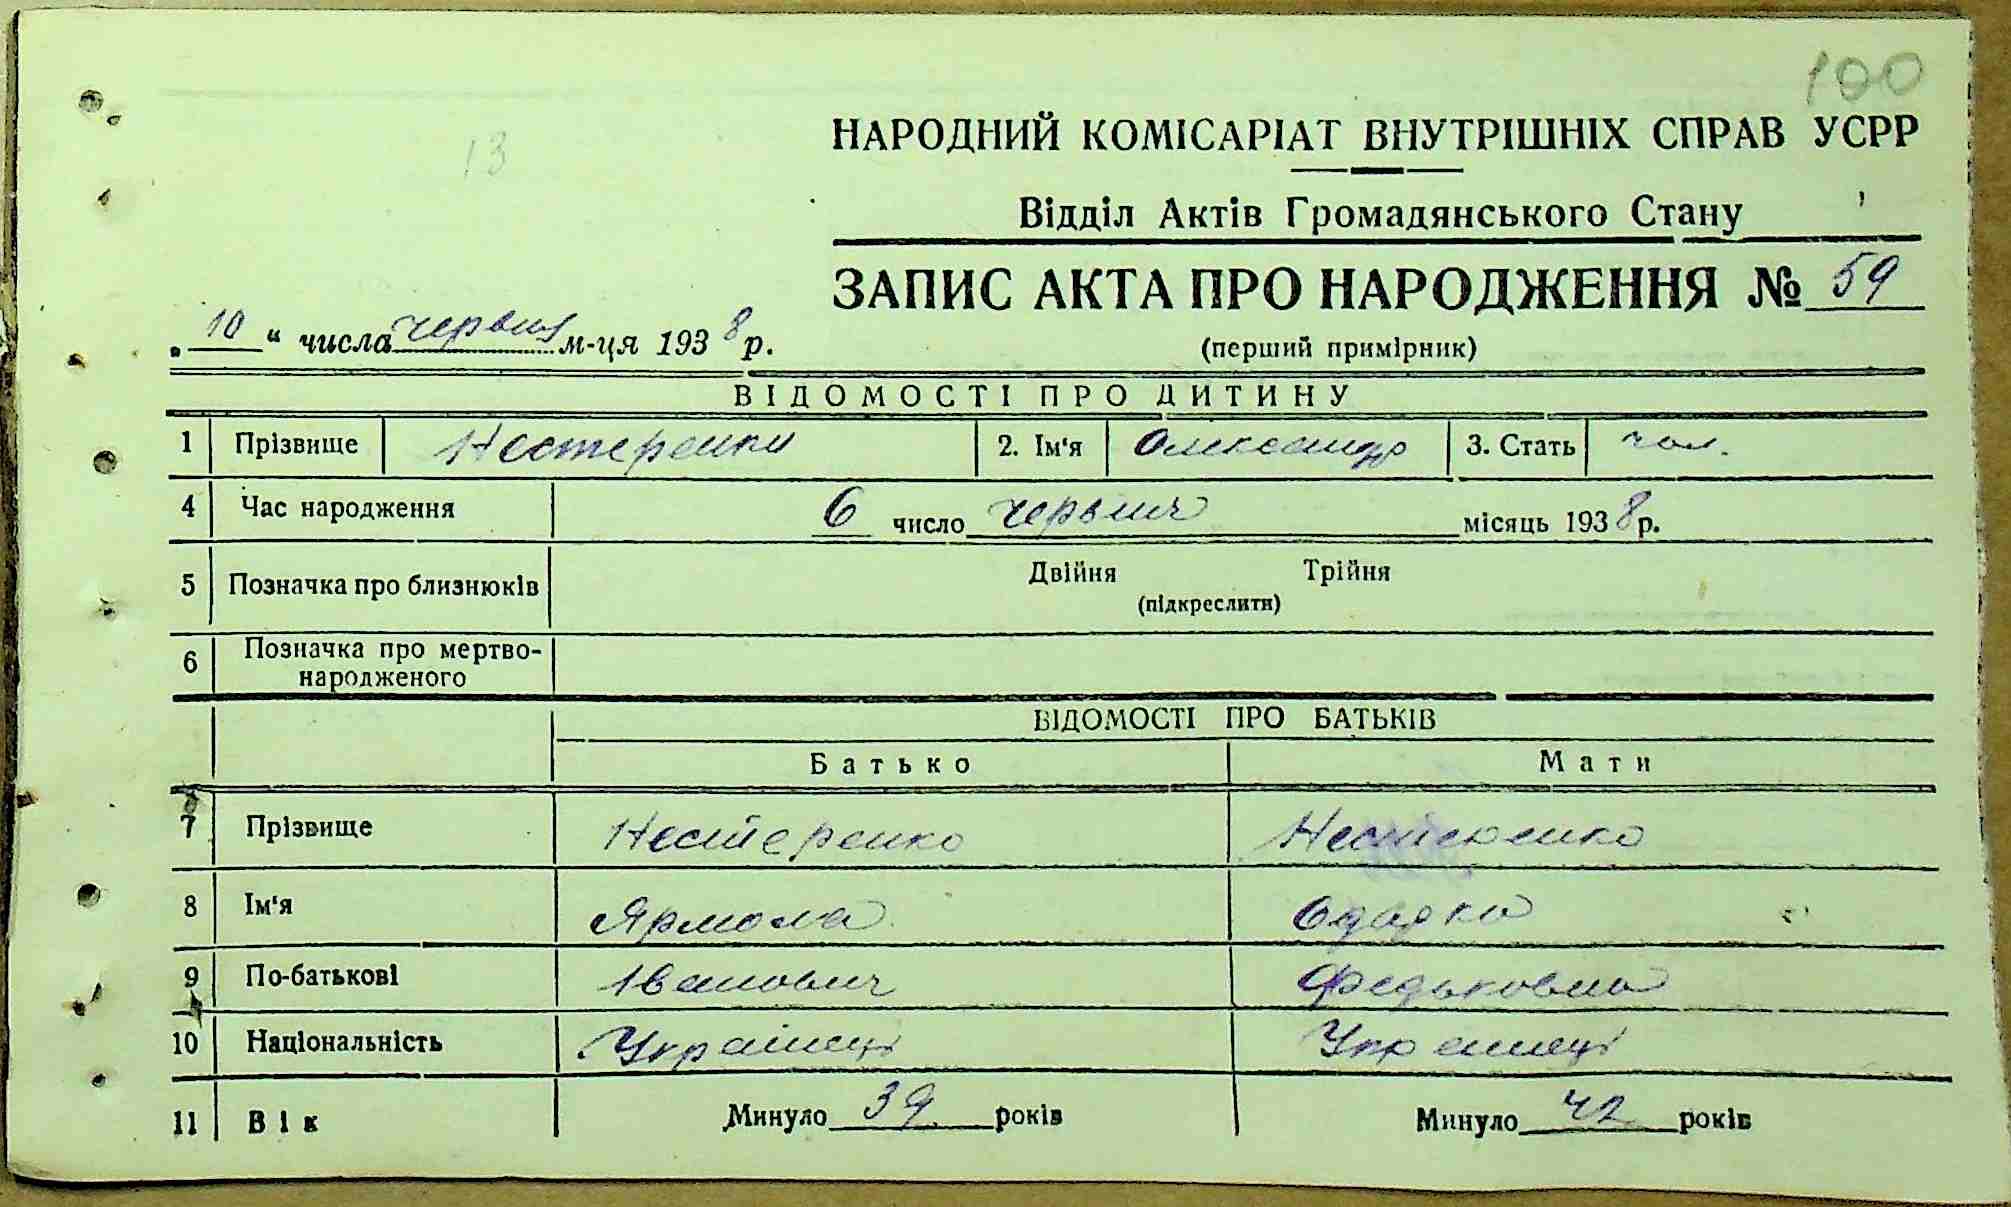 100
13
НАРОДНИЙ КОМІСАРІАТ ВНУТРІШНІХ СПРАВ УСРР
Відділ Актів Громадянського Стану
ЗАПИС АКТА ПРО НАРОДЖЕННЯ № 59
„ 10 “ числа червня м-ця 1938 р.
(перший примірник)
ВІДОМОСТІ ПРО ДИТИНУ
1 Прізвище Нестеренко 2. Ім‘я Олександр 3. Стать чол.
4 Час народження 6 число червня місяць 1938 р.
5 Позначка про близнюків Двійня Трійня
(підкреслити)
6 Позначка про мертво-
народженого
ВІДОМОСТІ ПРО БАТЬКІВ
Батько Мати
7 Прізвище Нестеренко Нестеренко
8 Ім‘я Ярмола Одарка
9 По-батькові Іванович Федьковна
10 Національність Українці Українці
11 Вік Минуло 39 років Минуло 42 років